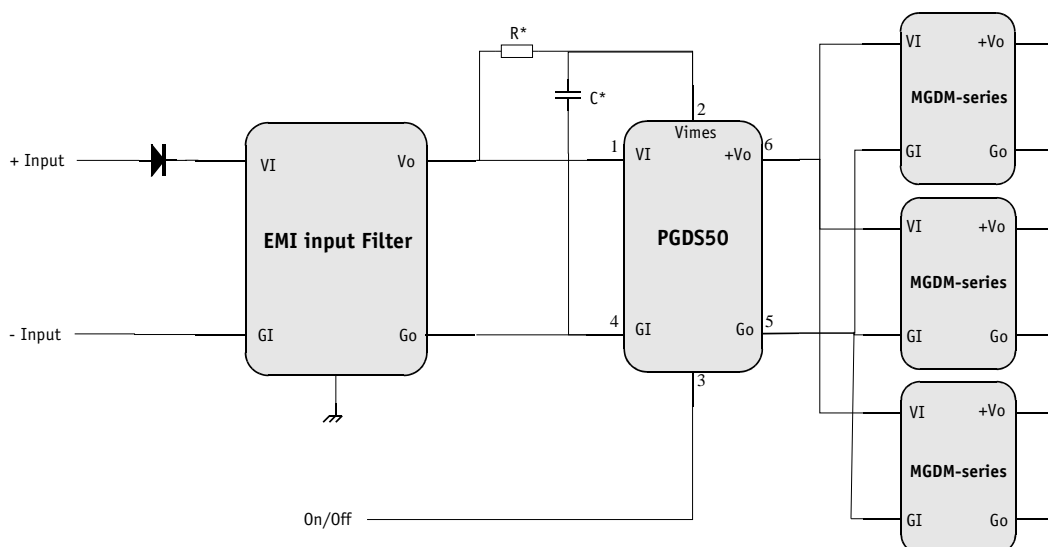 R*
C*
2
VI
+Vo
MGDM-series
GI
Go
+ Input
VI
Vo
EMI input Filter
GI
Go
- Input
1
Vimes
VI
+Vo
6
PGDS50
4
GI
Go
5
3
VI
+Vo
MGDM-series
GI
Go
VI
+Vo
MGDM-series
GI
Go
On/Off